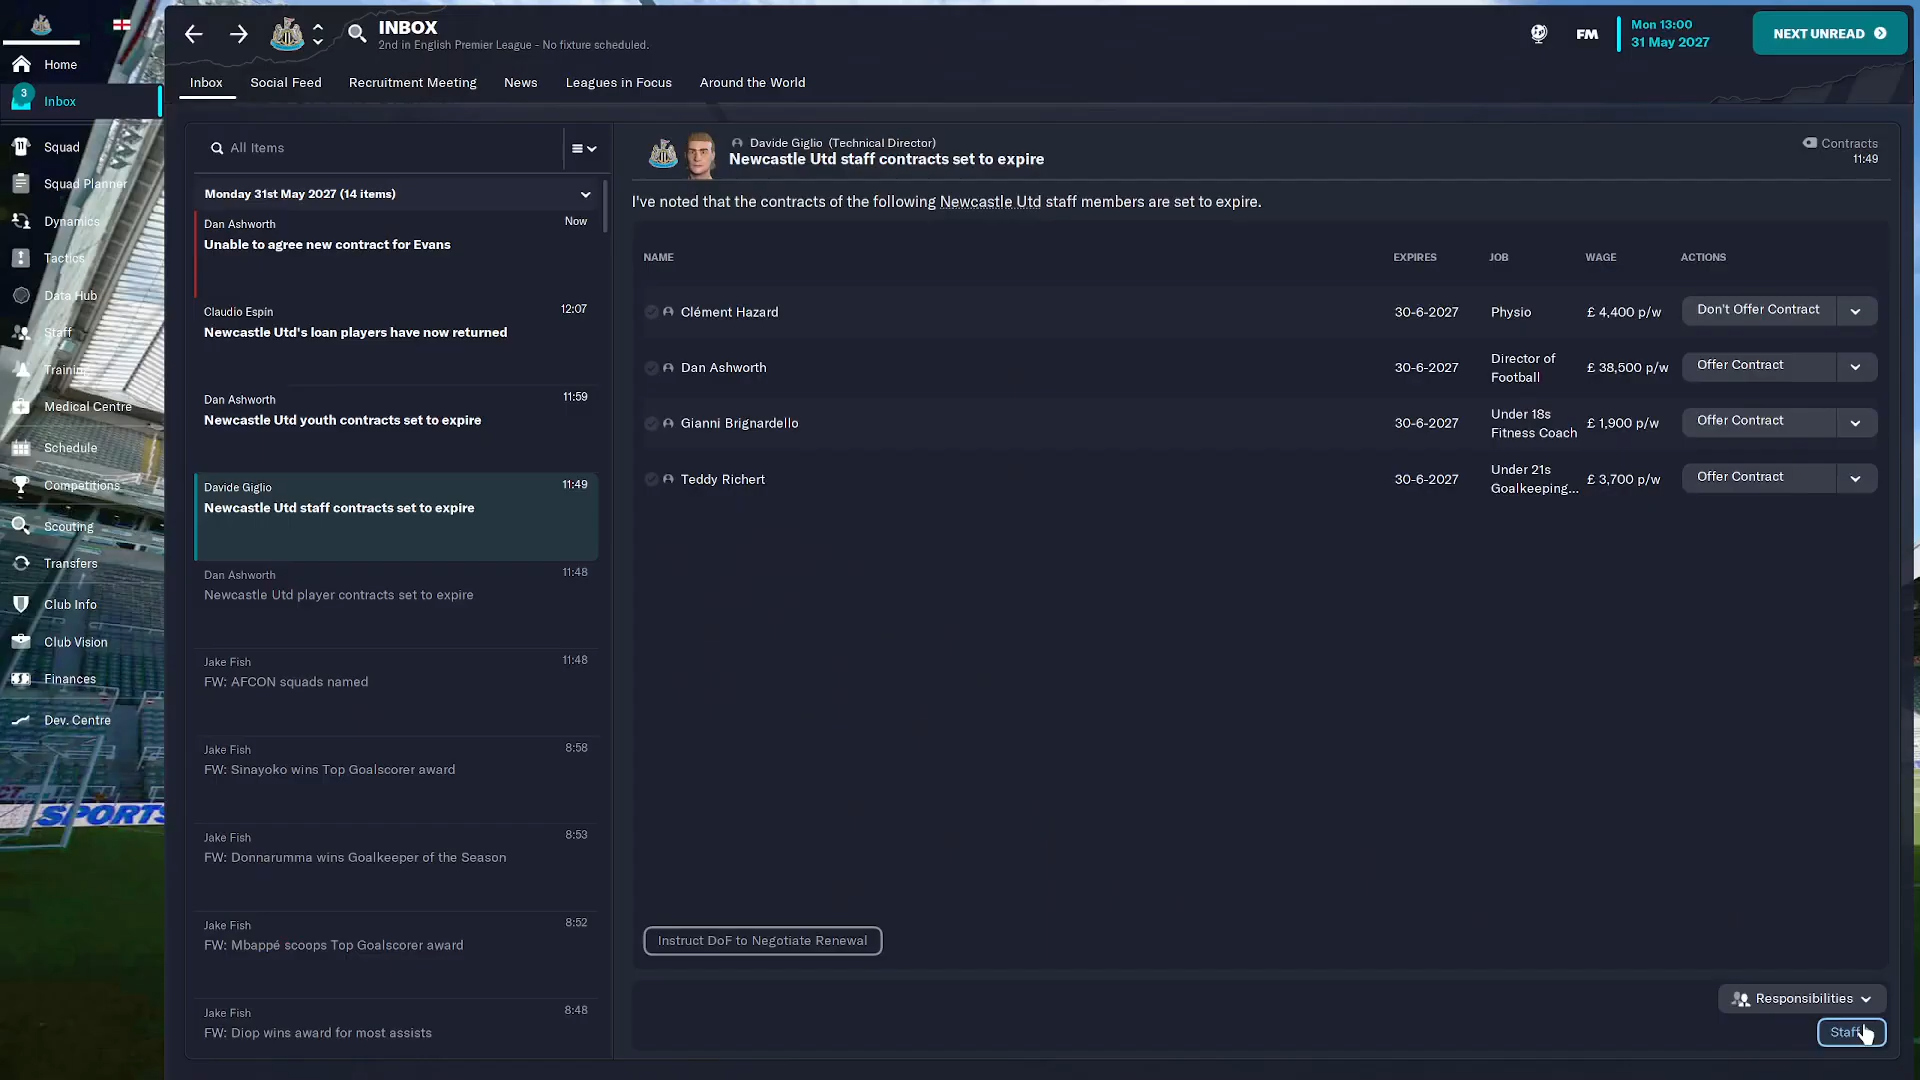 INBOX
2nd in English Premier League - No fixture scheduled.
FM
Mon 13:00
31 May 2027
NEXT UNREAD
Home
3
Inbox
Squad
Squad Planner
Dynamics
Tactics
Data Hub
Staff
Training
Medical Centre
Schedule
Competitions
Scouting
Transfers
Club Info
Club Vision
Finances
Dev. Centre
SPORTS
Inbox Social Feed Recruitment Meeting News Leagues in Focus Around the World
All Items
Monday 31st May 2027 (14 items)
Dan Ashworth Now
Unable to agree new contract for Evans
Claudio Espín 12:07
Newcastle Utd's loan players have now returned
Dan Ashworth 11:59
Newcastle Utd youth contracts set to expire
Davide Giglio 11:49
Newcastle Utd staff contracts set to expire
Dan Ashworth 11:48
Newcastle Utd player contracts set to expire
Jake Fish 11:48
FW: AFCON squads named
Jake Fish 8:58
FW: Sinayoko wins Top Goalscorer award
Jake Fish 8:53
FW: Donnarumma wins Goalkeeper of the Season
Jake Fish 8:52
FW: Mbappé scoops Top Goalscorer award
Jake Fish 8:48
FW: Diop wins award for most assists
Davide Giglio (Technical Director)
Newcastle Utd staff contracts set to expire
Contracts
11:49
I've noted that the contracts of the following Newcastle Utd staff members are set to expire.
NAME EXPIRES JOB WAGE ACTIONS
Clément Hazard 30-6-2027 Physio £ 4,400 p/w Don't Offer Contract
Dan Ashworth 30-6-2027 Director of Football £ 38,500 p/w Offer Contract
Gianni Brignardello 30-6-2027 Under 18s Fitness Coach £ 1,900 p/w Offer Contract
Teddy Richert 30-6-2027 Under 21s Goalkeeping... £ 3,700 p/w Offer Contract
Instruct DoF to Negotiate Renewal
Responsibilities
Staff